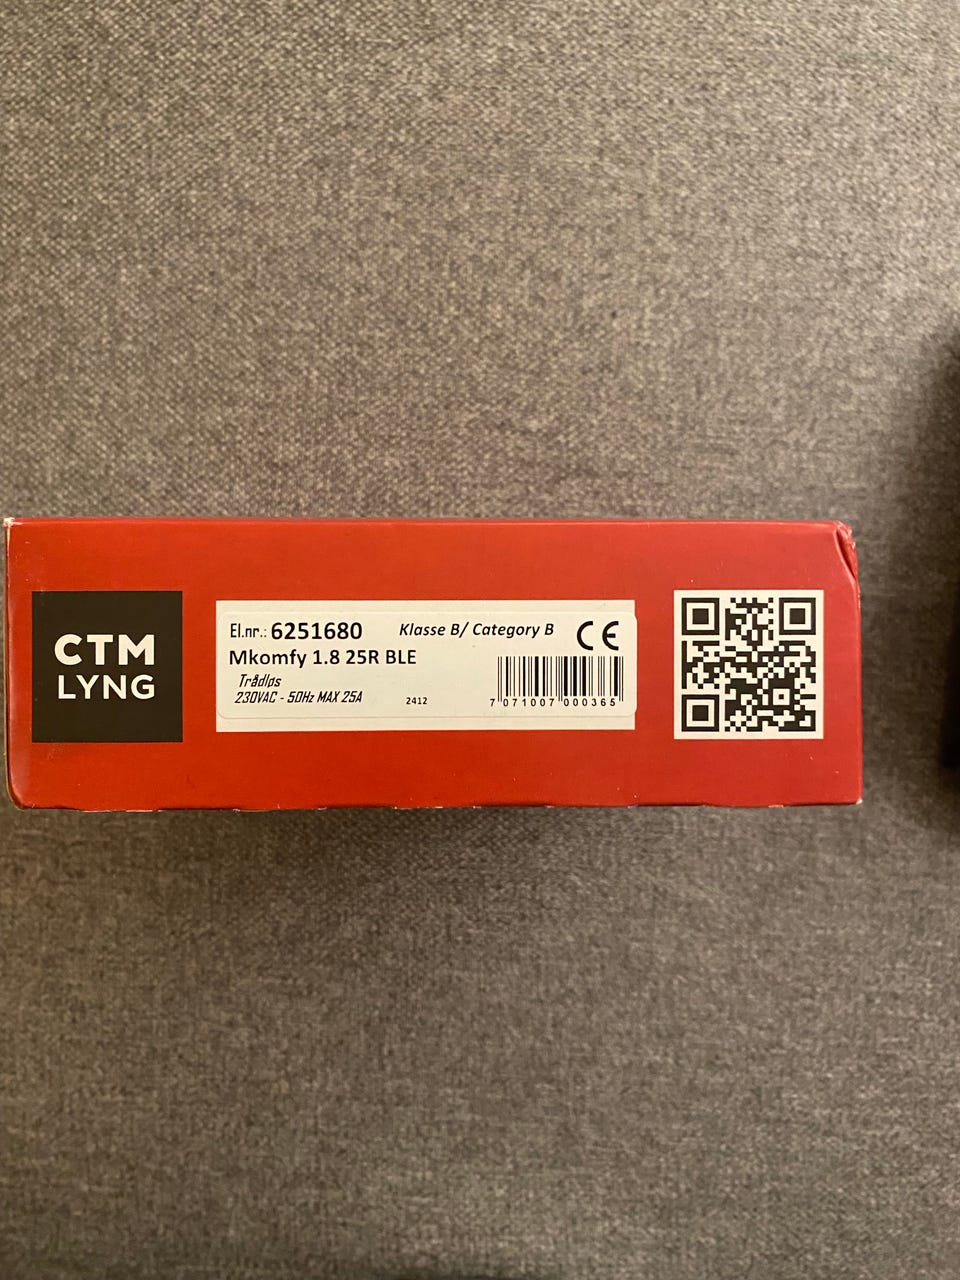 CTM
LYNG
El.nr.: 6251680 Klasse B/ Category B CE
Mkomfy 1.8 25R BLE
Trådløs
230VAC - 50Hz MAX 25A 2412
7 071007 000365